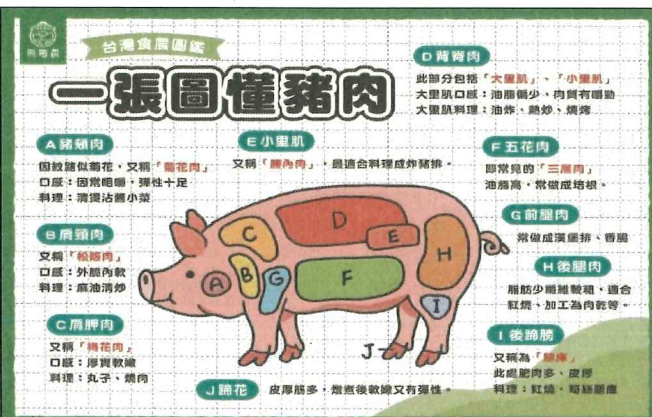 台灣食農圖鑑
一張圖懂豬肉
A 豬頰肉
因紋路似菊花，又稱「菊花肉」
口感：因常咀嚼，彈性十足
料理：清燙沾醬小菜
B 肩頸肉
又稱「松阪肉」
口感：外脆內軟
料理：麻油清炒
C 肩胛肉
又稱「梅花肉」
口感：厚實軟嫩
料理：丸子、燒肉
D 背脊肉
此部分包括「大里肌」、「小里肌」
大里肌口感：油脂偏少，肉質有嚼勁
大里肌料理：油炸、熱炒、燒烤
E 小里肌
又稱「腰內肉」，最適合料理成炸豬排。
F 五花肉
即常見的「三層肉」
油脂高，常做成培根。
G 前腿肉
常做成漢堡排、香腸
H 後腿肉
脂肪少纖維較粗，適合
紅燒、加工為肉乾等。
I 後蹄膀
又稱為「腿庫」
此處肥肉多、皮厚
料理：紅燒、筍絲腿庫
J 蹄花
皮厚筋多，燉煮後軟嫩又有彈性。
A
B
C
D
E
F
G
H
I
J